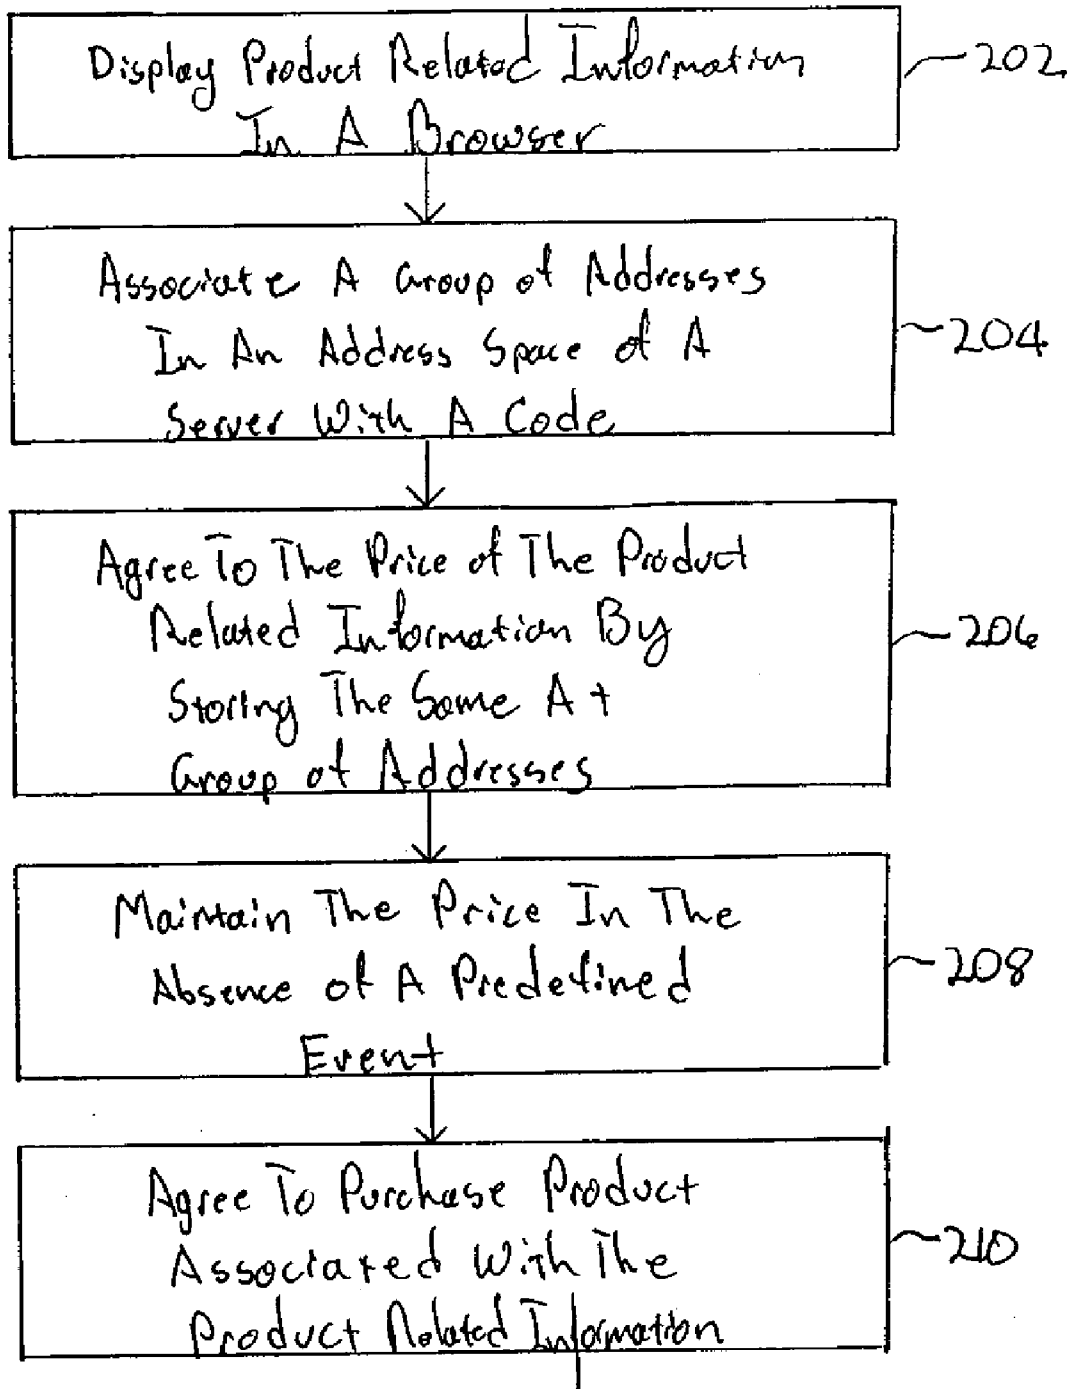 Display Product Related Information
In A Browser
202
Associate A Group of Addresses
In An Address Space of A
Server With A Code
204
Agree To The Price of The Product
Related Information By
Storing The Same At
Group of Addresses
206
Maintain The Price In The
Absence of A Predefined
Event
208
Agree To Purchase Product
Associated With The
Product Related Information
210